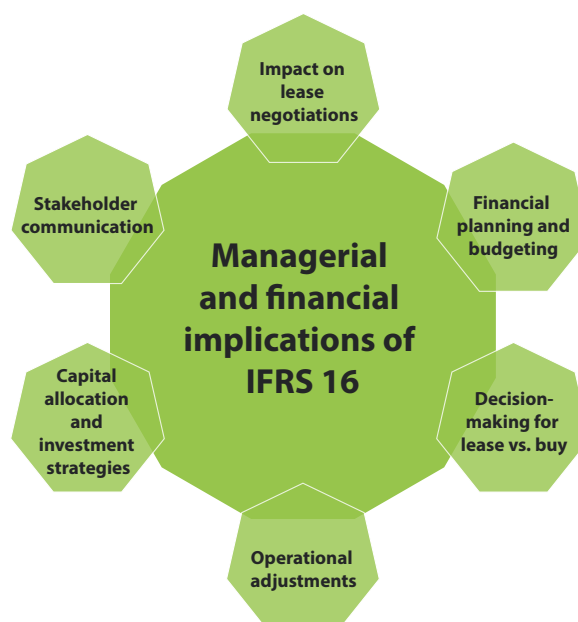 Impact on
lease
negotiations
Stakeholder
communication
Financial
planning and
budgeting
Managerial
and financial
implications of
IFRS 16
Capital
allocation
and
investment
strategies
Decision-
making for
lease vs. buy
Operational
adjustments